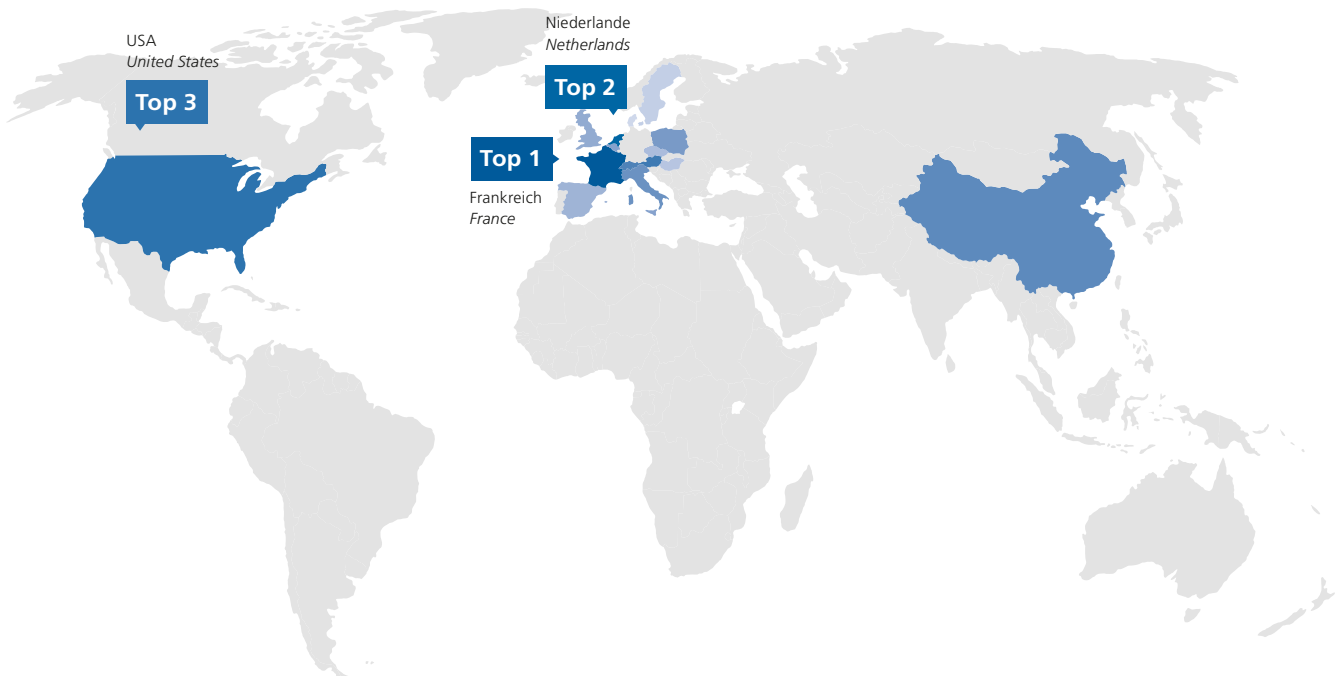 USA
United States
Top 3
Niederlande
Netherlands
Top 2
Top 1
Frankreich
France